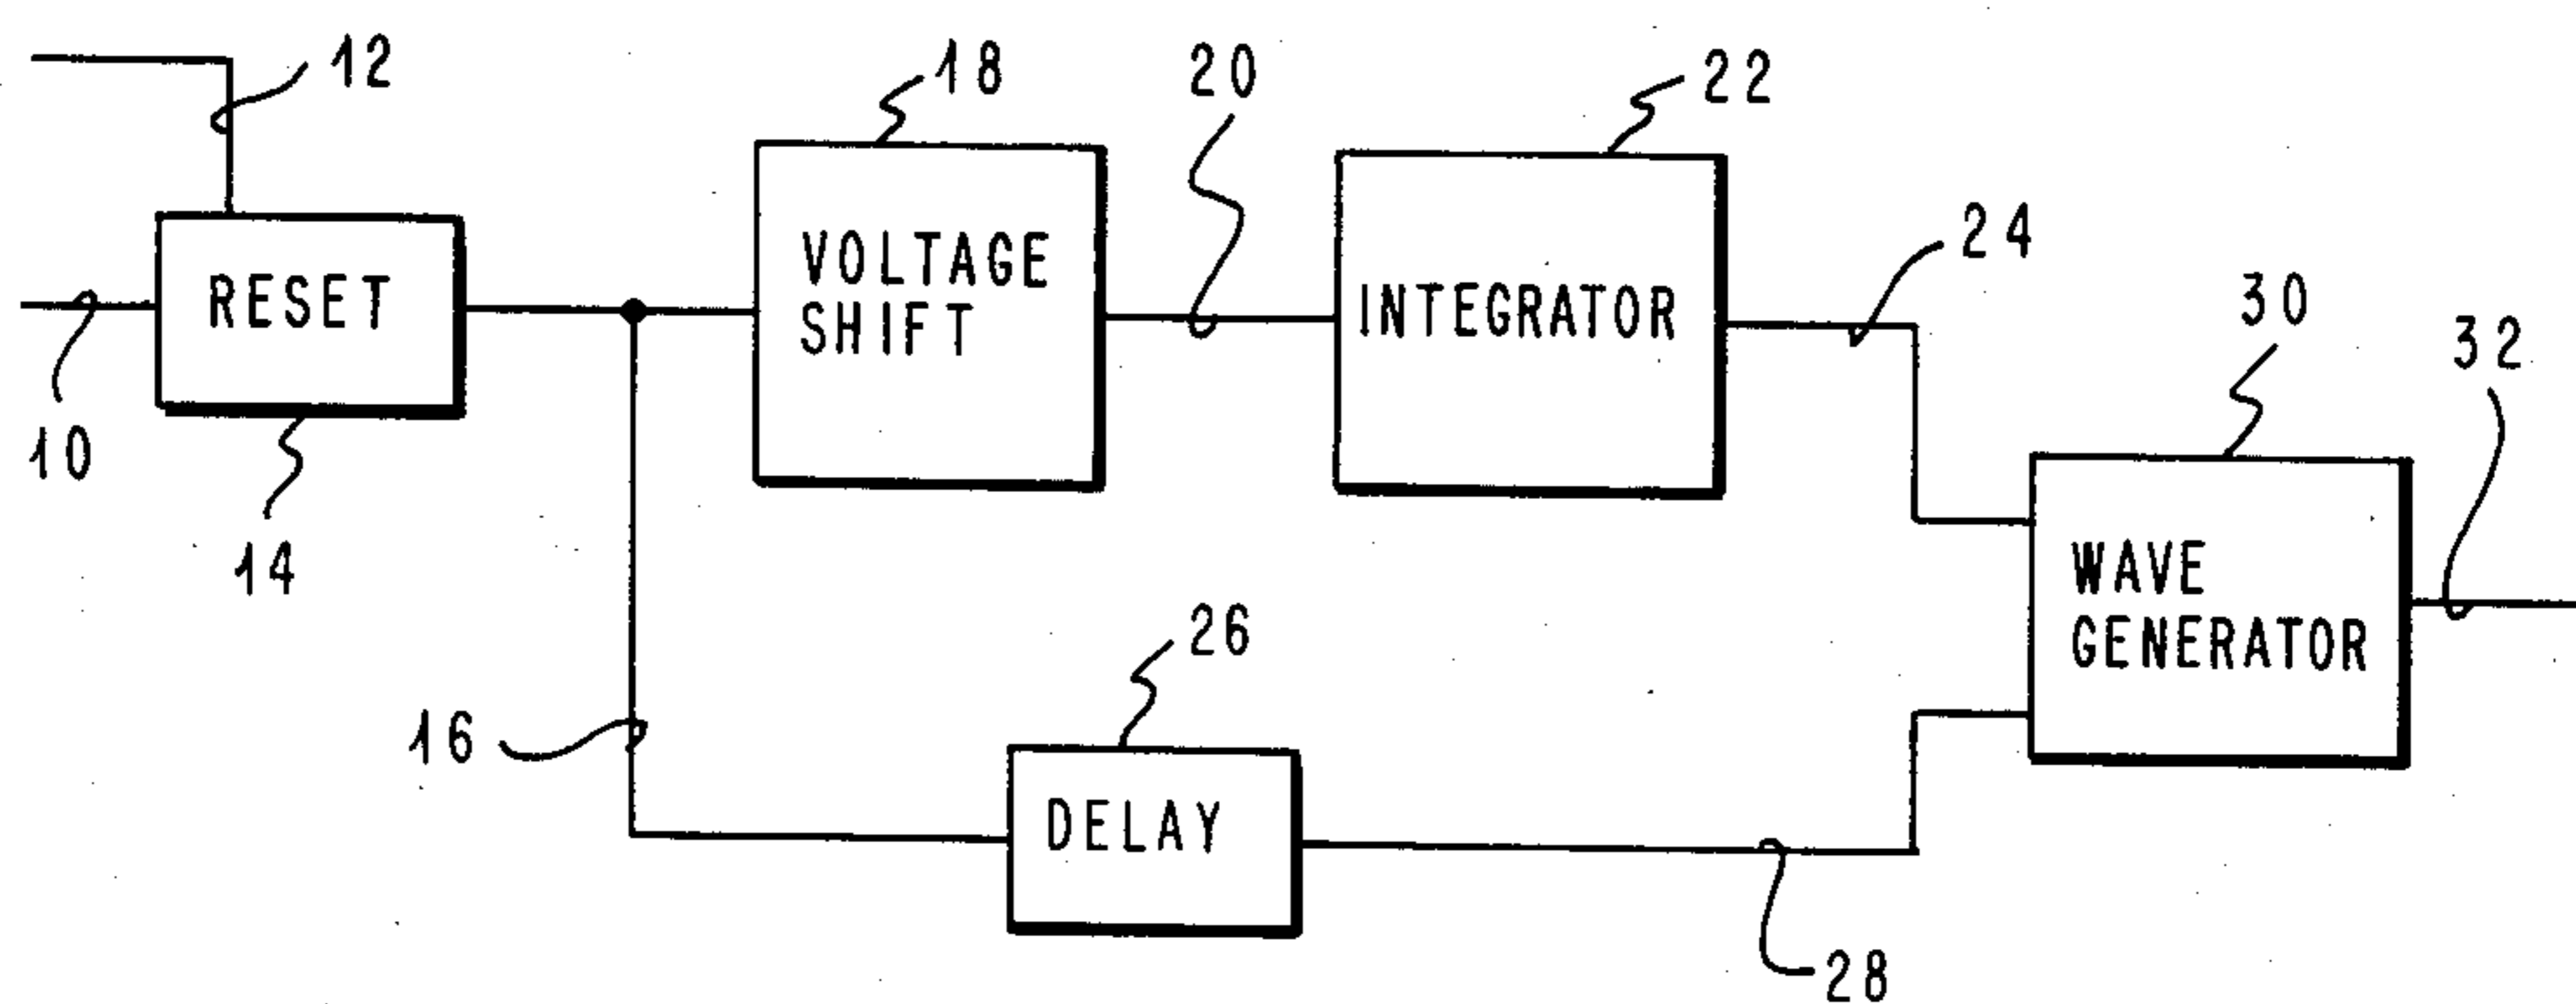 12
18
20
22
24
30
32
RESET
VOLTAGE
SHIFT
INTEGRATOR
10
14
WAVE
GENERATOR
26
16
DELAY
28